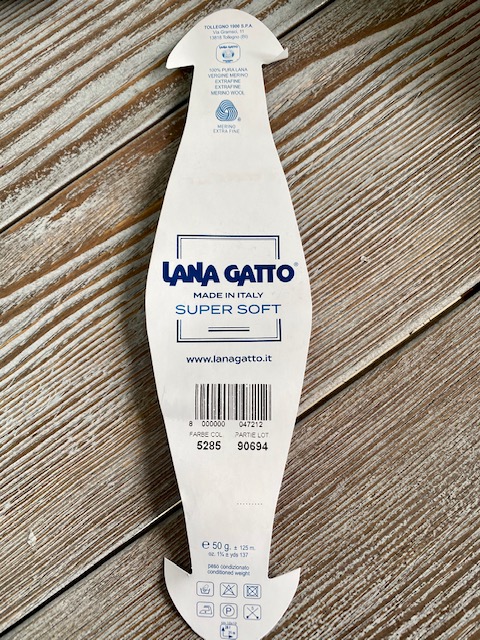 TOLLEGNO 1900 S.P.A.
Via Gramsci, 11
13818 Tollegno (BI)
LANA GATTO
100% PURA LANA
VERGINE MERINO
EXTRAFINE
EXTRAFINE
MERINO WOOL
MERINO
EXTRA FINE
LANA GATTO®
MADE IN ITALY
SUPER SOFT
www.lanagatto.it
8 000000 047212
FARBE COL. PARTIE LOT
5285 90694
℮ 50 g. ± 125 m.
oz. 1¾ ± yds 137
peso condizionato
conditioned weight
P